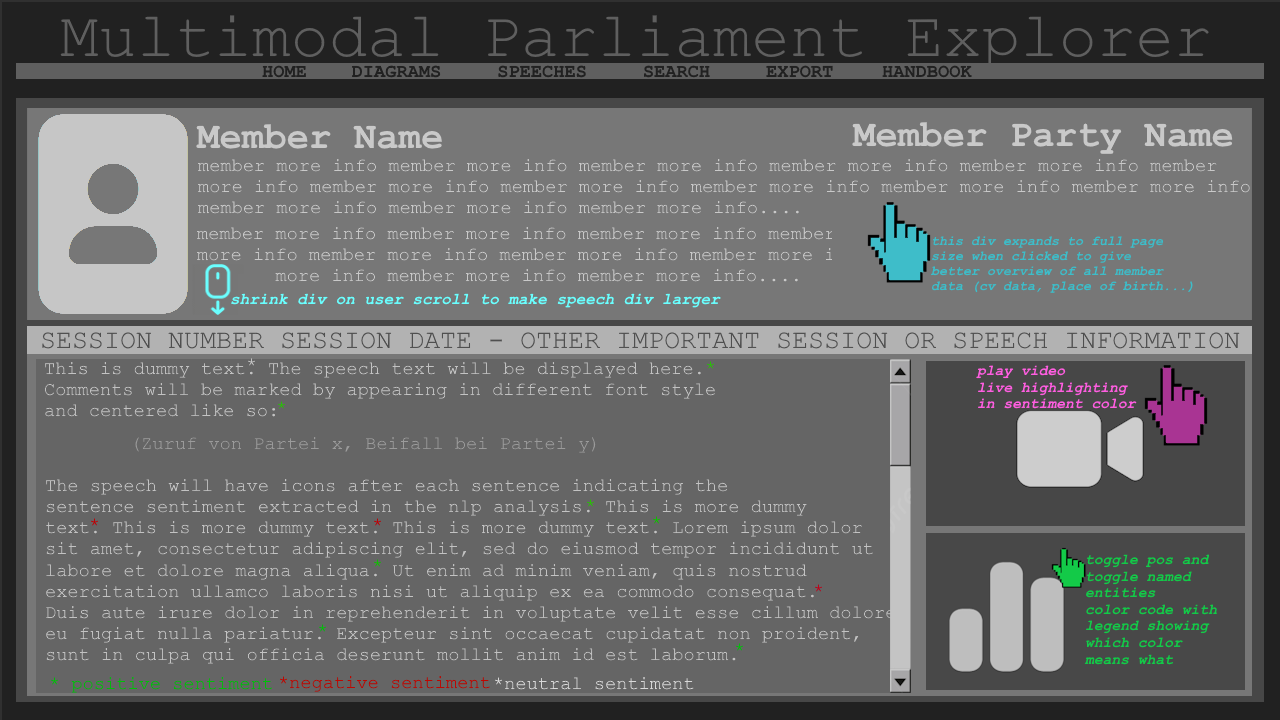 Multimodal Parliament Explorer
HOME DIAGRAMS SPEECHES SEARCH EXPORT HANDBOOK
Member Name
Member Party Name
member more info member more info member more info member more info member more info member
more info member more info member more info member more info member more info member more info
member more info member more info member more info....
member more info member more info member more info member
more info member more info member more info member more i
more info member more info member more info....
shrink div on user scroll to make speech div larger
this div expands to full page
size when clicked to give
better overview of all member
data (cv data, place of birth...)
SESSION NUMBER SESSION DATE - OTHER IMPORTANT SESSION OR SPEECH INFORMATION
This is dummy text.* The speech text will be displayed here.*
Comments will be marked by appearing in different font style
and centered like so:*
(Zuruf von Partei x, Beifall bei Partei y)
The speech will have icons after each sentence indicating the
sentence sentiment extracted in the nlp analysis.* This is more dummy
text.* This is more dummy text.* This is more dummy text.* Lorem ipsum dolor
sit amet, consectetur adipiscing elit, sed do eiusmod tempor incididunt ut
labore et dolore magna aliqua.* Ut enim ad minim veniam, quis nostrud
exercitation ullamco laboris nisi ut aliquip ex ea commodo consequat.*
Duis aute irure dolor in reprehenderit in voluptate velit esse cillum dolore
eu fugiat nulla pariatur.* Excepteur sint occaecat cupidatat non proident,
sunt in culpa qui officia deserunt mollit anim id est laborum.*
* positive sentiment *negative sentiment *neutral sentiment
play video
live highlighting
in sentiment color
toggle pos and
toggle named
entities
color code with
legend showing
which color
means what